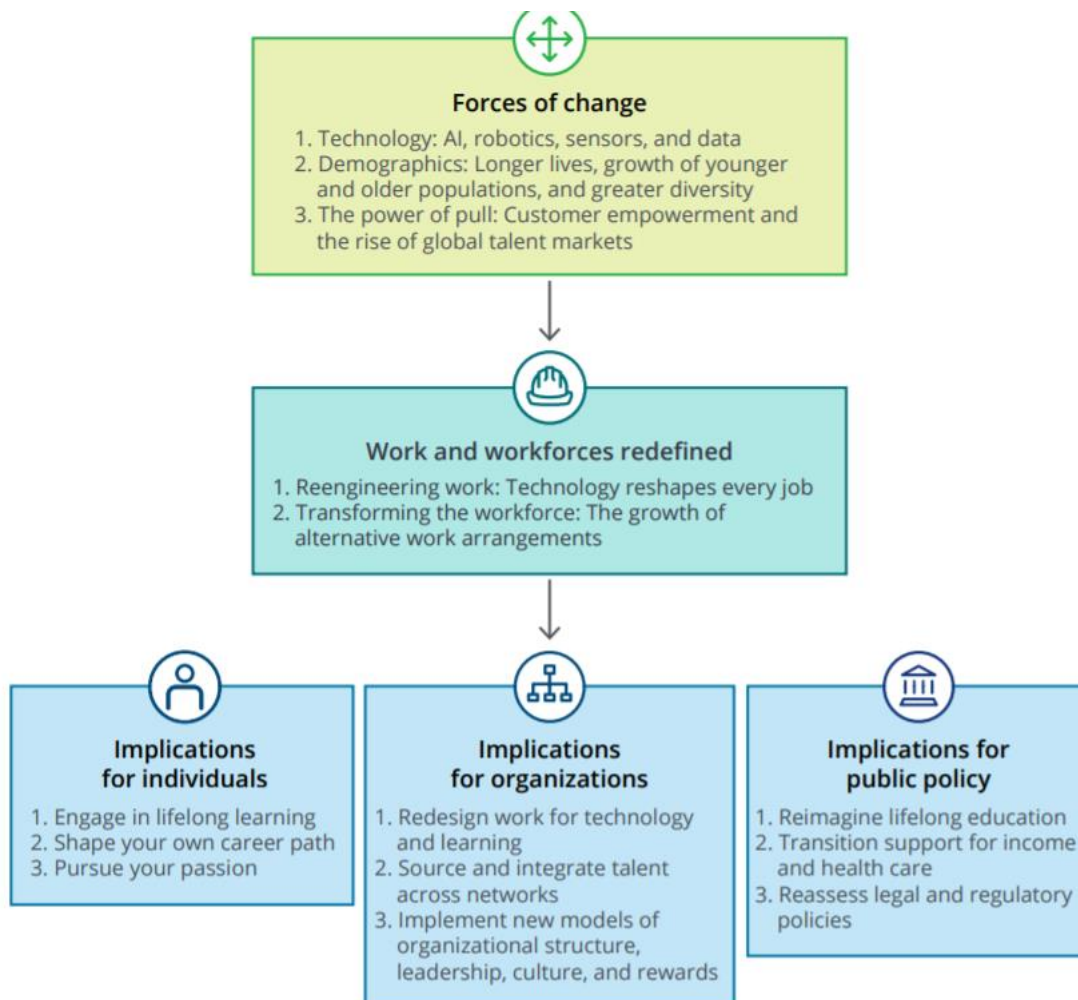 Forces of change
1. Technology: AI, robotics, sensors, and data
2. Demographics: Longer lives, growth of younger
and older populations, and greater diversity
3. The power of pull: Customer empowerment and
the rise of global talent markets
Work and workforces redefined
1. Reengineering work: Technology reshapes every job
2. Transforming the workforce: The growth of
alternative work arrangements
Implications
for individuals
1. Engage in lifelong learning
2. Shape your own career path
3. Pursue your passion
Implications
for organizations
1. Redesign work for technology
and learning
2. Source and integrate talent
across networks
3. Implement new models of
organizational structure,
leadership, culture, and rewards
Implications for
public policy
1. Reimagine lifelong education
2. Transition support for income
and health care
3. Reassess legal and regulatory
policies